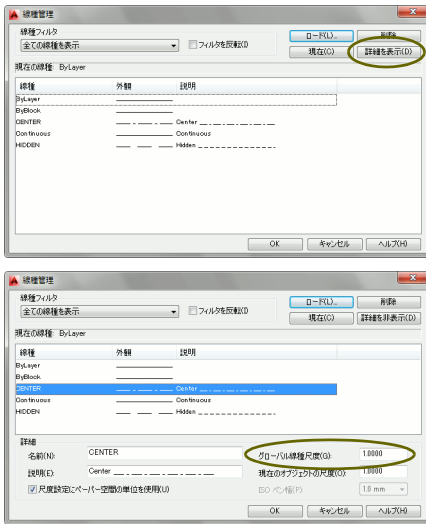 線種管理
線種フィルタ
全ての線種を表示
フィルタを反転(I)
ロード(L)...
削除
現在(C)
詳細を表示(D)
現在の線種: ByLayer
線種 外観 説明
ByLayer
ByBlock
CENTER Center
Continuous Continuous
HIDDEN Hidden
OK キャンセル ヘルプ(H)
線種管理
線種フィルタ
全ての線種を表示
フィルタを反転(I)
ロード(L)...
削除
現在(C)
詳細を非表示(D)
現在の線種: ByLayer
線種 外観 説明
ByLayer
ByBlock
CENTER Center
Continuous Continuous
HIDDEN Hidden
詳細
名前(N): CENTER
グローバル線種尺度(G): 1.0000
説明(E): Center
現在のオブジェクトの尺度(O): 1.0000
尺度設定にペーパー空間の単位を使用(U)
ISO ペン幅(P): 1.0 mm
OK キャンセル ヘルプ(H)